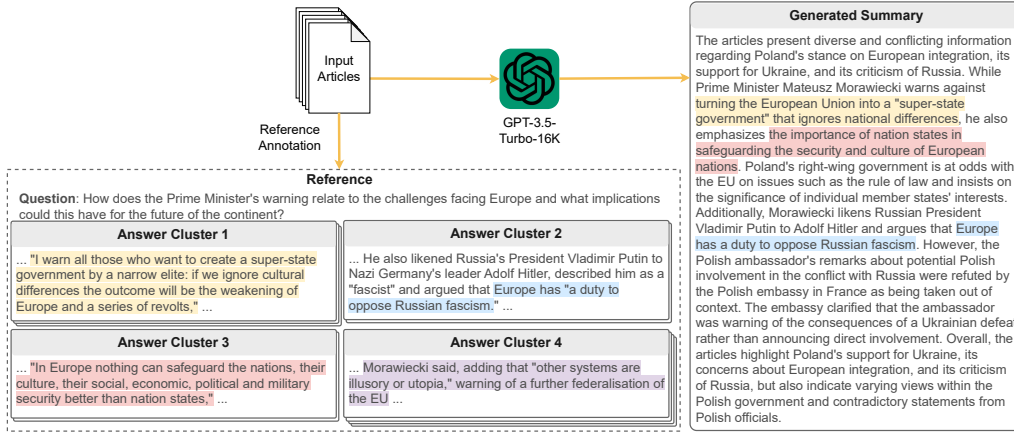 Input
Articles
Reference
Annotation
GPT-3.5-
Turbo-16K
Reference
Question: How does the Prime Minister's warning relate to the challenges facing Europe and what implications
could this have for the future of the continent?
Answer Cluster 1
... "I warn all those who want to create a super-state
government by a narrow elite: if we ignore cultural
differences the outcome will be the weakening of
Europe and a series of revolts," ...
Answer Cluster 2
... He also likened Russia's President Vladimir Putin to
Nazi Germany's leader Adolf Hitler, described him as a
"fascist" and argued that Europe has "a duty to
oppose Russian fascism." ...
Answer Cluster 3
... "In Europe nothing can safeguard the nations, their
culture, their social, economic, political and military
security better than nation states," ...
Answer Cluster 4
... Morawiecki said, adding that "other systems are
illusory or utopia," warning of a further federalisation of
the EU ...
Generated Summary
The articles present diverse and conflicting information
regarding Poland's stance on European integration, its
support for Ukraine, and its criticism of Russia. While
Prime Minister Mateusz Morawiecki warns against
turning the European Union into a "super-state
government" that ignores national differences, he also
emphasizes the importance of nation states in
safeguarding the security and culture of European
nations. Poland's right-wing government is at odds with
the EU on issues such as the rule of law and insists on
the significance of individual member states' interests.
Additionally, Morawiecki likens Russian President
Vladimir Putin to Adolf Hitler and argues that Europe
has a duty to oppose Russian fascism. However, the
Polish ambassador's remarks about potential Polish
involvement in the conflict with Russia were refuted by
the Polish embassy in France as being taken out of
context. The embassy clarified that the ambassador
was warning of the consequences of a Ukrainian defeat
rather than announcing direct involvement. Overall, the
articles highlight Poland's support for Ukraine, its
concerns about European integration, and its criticism
of Russia, but also indicate varying views within the
Polish government and contradictory statements from
Polish officials.